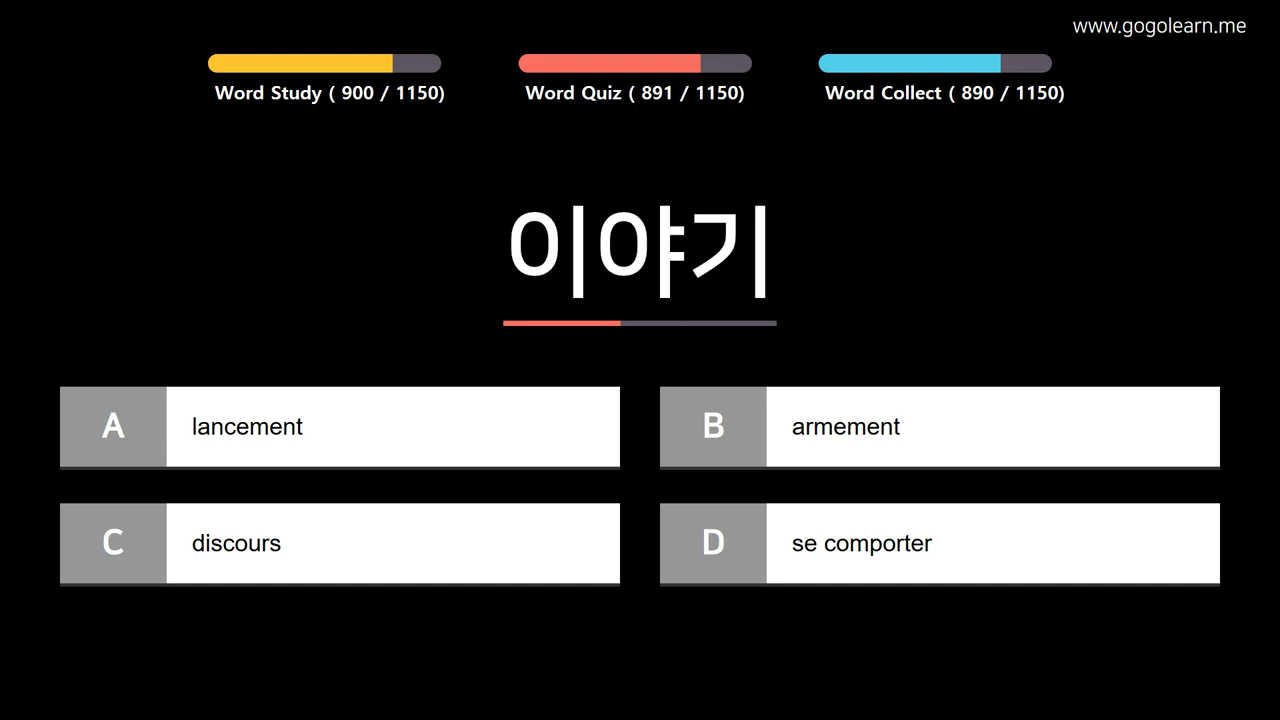 www.gogolearn.me
Word Study ( 900 / 1150)
Word Quiz ( 891 / 1150)
Word Collect ( 890 / 1150)
이야기
A lancement
B armement
C discours
D se comporter